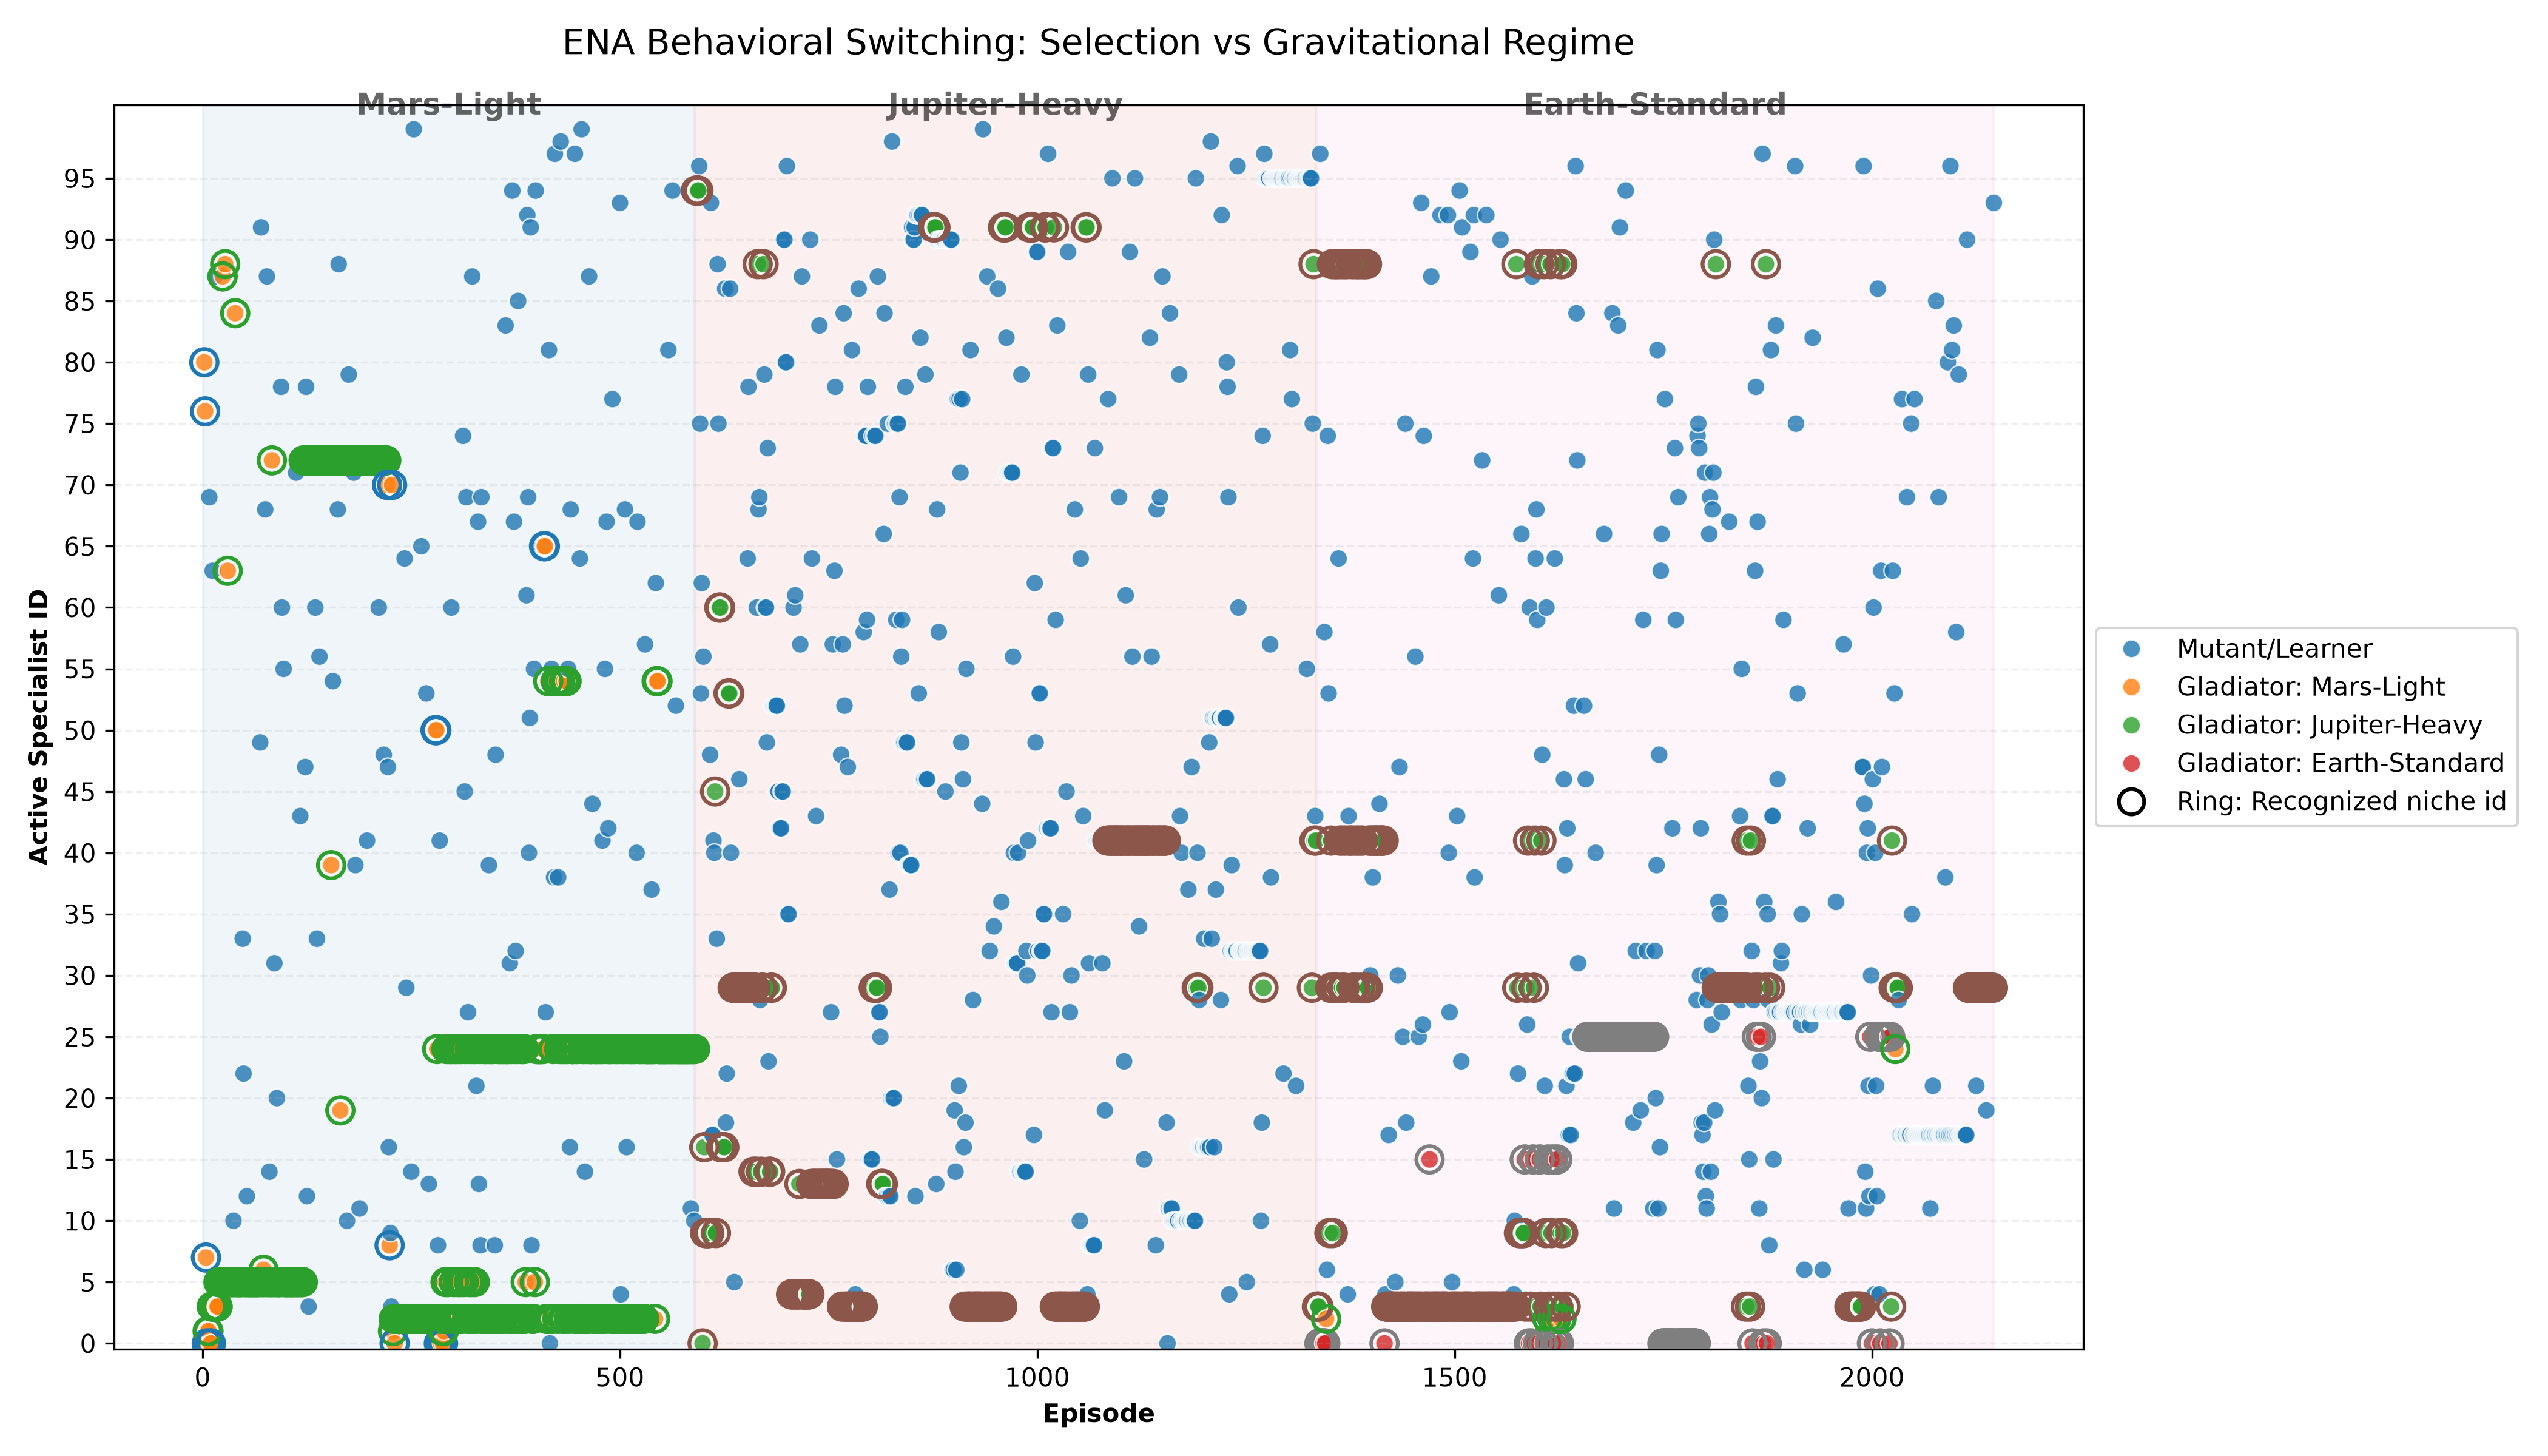 ENA Behavioral Switching: Selection vs Gravitational Regime
Mars-Light
Jupiter-Heavy
Earth-Standard
95
90
85
80
75
70
65
60
55
50
45
40
35
30
25
20
15
10
5
0
Active Specialist ID
0
500
1000
1500
2000
Episode
Mutant/Learner
Gladiator: Mars-Light
Gladiator: Jupiter-Heavy
Gladiator: Earth-Standard
Ring: Recognized niche id